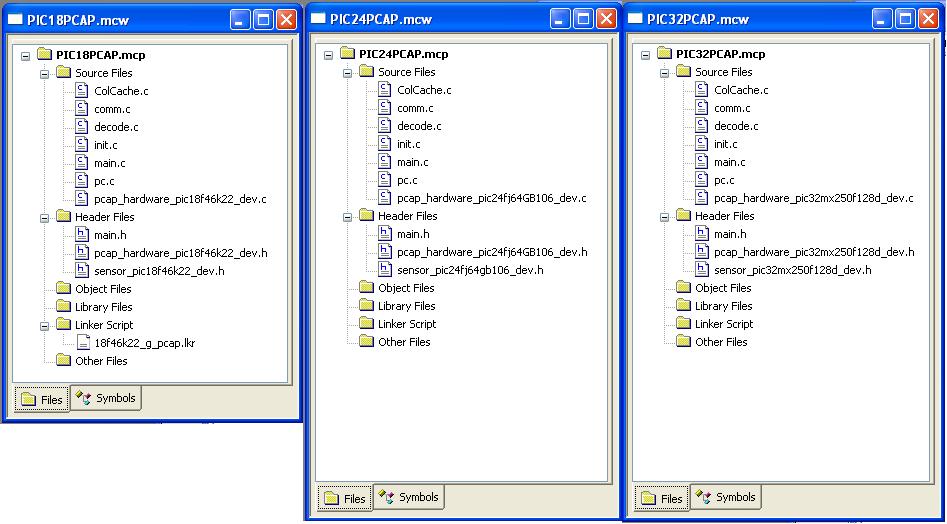 PIC18PCAP.mcw
PIC18PCAP.mcp
Source Files
ColCache.c
comm.c
decode.c
init.c
main.c
pc.c
pcap_hardware_pic18f46k22_dev.c
Header Files
main.h
pcap_hardware_pic18f46k22_dev.h
sensor_pic18f46k22_dev.h
Object Files
Library Files
Linker Script
18f46k22_g_pcap.lkr
Other Files
Files
Symbols
PIC24PCAP.mcw
PIC24PCAP.mcp
Source Files
ColCache.c
comm.c
decode.c
init.c
main.c
pc.c
pcap_hardware_pic24fj64GB106_dev.c
Header Files
main.h
pcap_hardware_pic24fj64GB106_dev.h
sensor_pic24fj64gb106_dev.h
Object Files
Library Files
Linker Script
Other Files
Files
Symbols
PIC32PCAP.mcw
PIC32PCAP.mcp
Source Files
ColCache.c
comm.c
decode.c
init.c
main.c
pc.c
pcap_hardware_pic32mx250f128d_dev.c
Header Files
main.h
pcap_hardware_pic32mx250f128d_dev.h
sensor_pic32mx250f128d_dev.h
Object Files
Library Files
Linker Script
Other Files
Files
Symbols